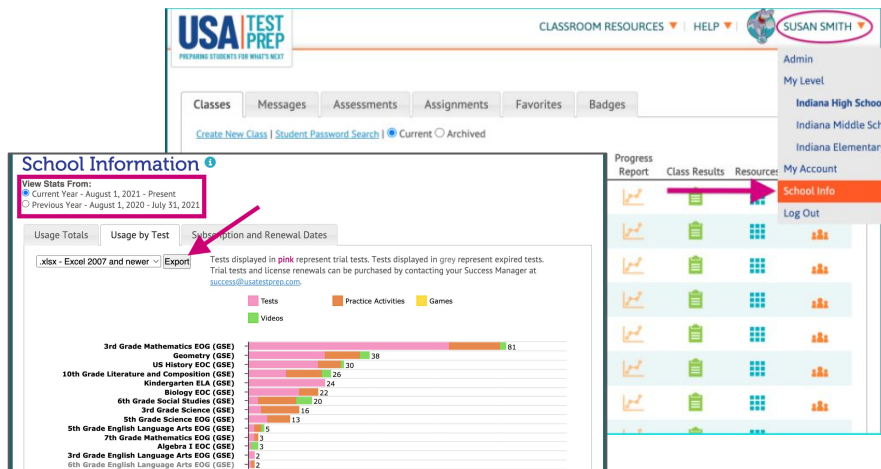 USA TEST PREP
PREPARING STUDENTS FOR WHAT'S NEXT
CLASSROOM RESOURCES ▼ | HELP ▼ | SUSAN SMITH ▼
Admin
My Level
Indiana High Schoo
Indiana Middle Sch
Indiana Elementar
My Account
School Info
Log Out
Classes Messages Assessments Assignments Favorites Badges
Create New Class | Student Password Search | Current Archived
Progress Report Class Results Resources
School Information
View Stats From:
Current Year - August 1, 2021 - Present
Previous Year - August 1, 2020 - July 31, 2021
Usage Totals Usage by Test Subscription and Renewal Dates
.xlsx - Excel 2007 and newer Export
Tests displayed in pink represent trial tests. Tests displayed in grey represent expired tests.
Trial tests and license renewals can be purchased by contacting your Success Manager at
success@usatestprep.com.
Tests Practice Activities Games
Videos
3rd Grade Mathematics EOG (GSE) 81
Geometry (GSE) 38
US History EOC (GSE) 30
10th Grade Literature and Composition (GSE) 26
Kindergarten ELA (GSE) 24
Biology EOC (GSE) 22
6th Grade Social Studies (GSE) 20
3rd Grade Science (GSE) 16
5th Grade Science EOG (GSE) 13
5th Grade English Language Arts EOG (GSE) 5
7th Grade Mathematics EOG (GSE) 3
Algebra I EOC (GSE) 3
3rd Grade English Language Arts EOG (GSE) 2
6th Grade English Language Arts EOG (GSE) 2